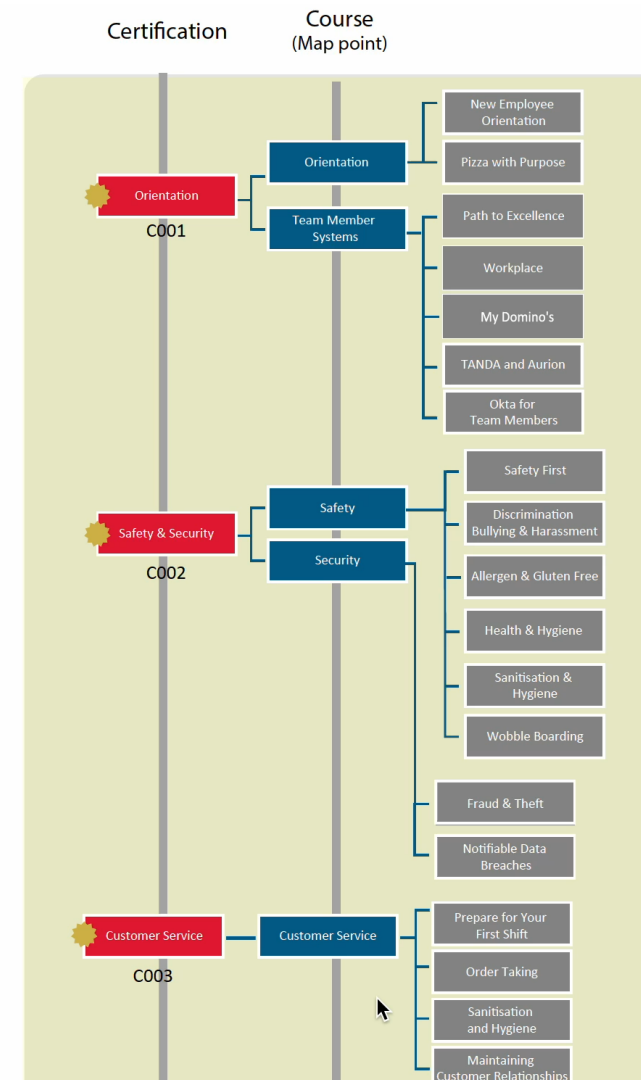 Certification
Course
(Map point)
New Employee
Orientation
Orientation
Pizza with Purpose
Orientation
C001
Team Member
Systems
Path to Excellence
Workplace
My Domino's
TANDA and Aurion
Okta for
Team Members
Safety First
Safety
Discrimination
Bullying & Harassment
Safety & Security
C002
Security
Allergen & Gluten Free
Health & Hygiene
Sanitisation &
Hygiene
Wobble Boarding
Fraud & Theft
Notifiable Data
Breaches
Customer Service
C003
Customer Service
Prepare for Your
First Shift
Order Taking
Sanitisation
and Hygiene
Maintaining
Customer Relationships